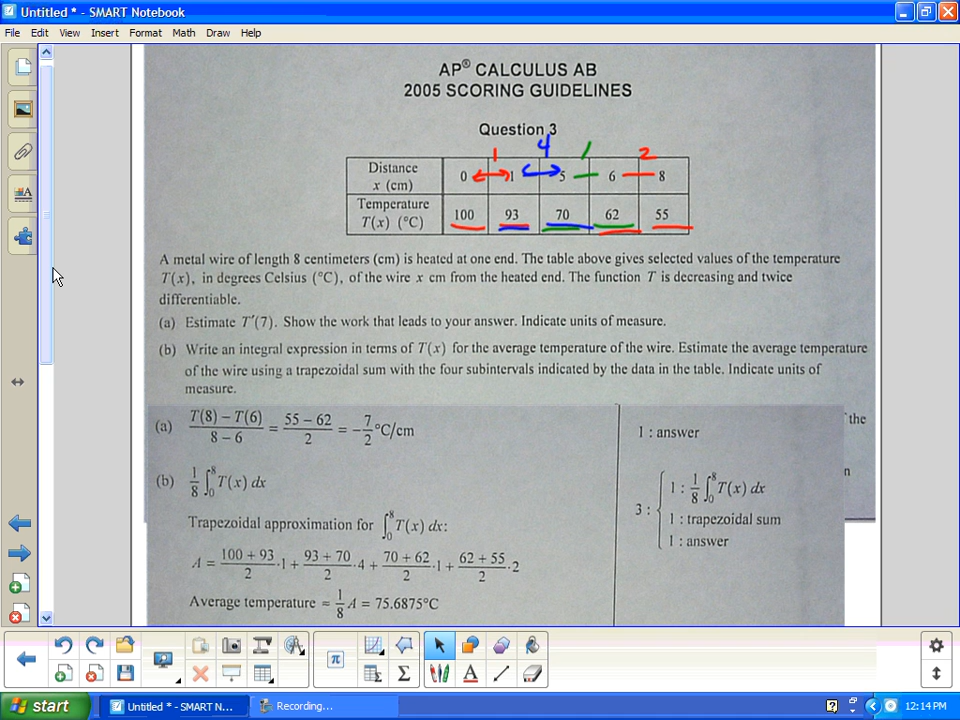 Untitled * - SMART Notebook
File Edit View Insert Format Math Draw Help
AP® CALCULUS AB
2005 SCORING GUIDELINES
Question 3
1 4 1 2
Distance x (cm) 0 1 5 6 8
Temperature T(x) (°C) 100 93 70 62 55
A metal wire of length 8 centimeters (cm) is heated at one end. The table above gives selected values of the temperature
T(x), in degrees Celsius (°C), of the wire x cm from the heated end. The function T is decreasing and twice
differentiable.
(a) Estimate T′(7). Show the work that leads to your answer. Indicate units of measure.
(b) Write an integral expression in terms of T(x) for the average temperature of the wire. Estimate the average temperature
of the wire using a trapezoidal sum with the four subintervals indicated by the data in the table. Indicate units of
measure.
the
(a) (T(8) − T(6))/(8 − 6) = (55 − 62)/2 = −7/2 °C/cm
1 : answer
(b) 1/8 ∫₀⁸ T(x) dx
Trapezoidal approximation for ∫₀⁸ T(x) dx:
A = (100 + 93)/2 · 1 + (93 + 70)/2 · 4 + (70 + 62)/2 · 1 + (62 + 55)/2 · 2
Average temperature ≈ 1/8 A = 75.6875°C
3 : { 1 : 1/8 ∫₀⁸ T(x) dx
1 : trapezoidal sum
1 : answer
π
Σ
A
start Untitled * - SMART N... Recording... 12:14 PM